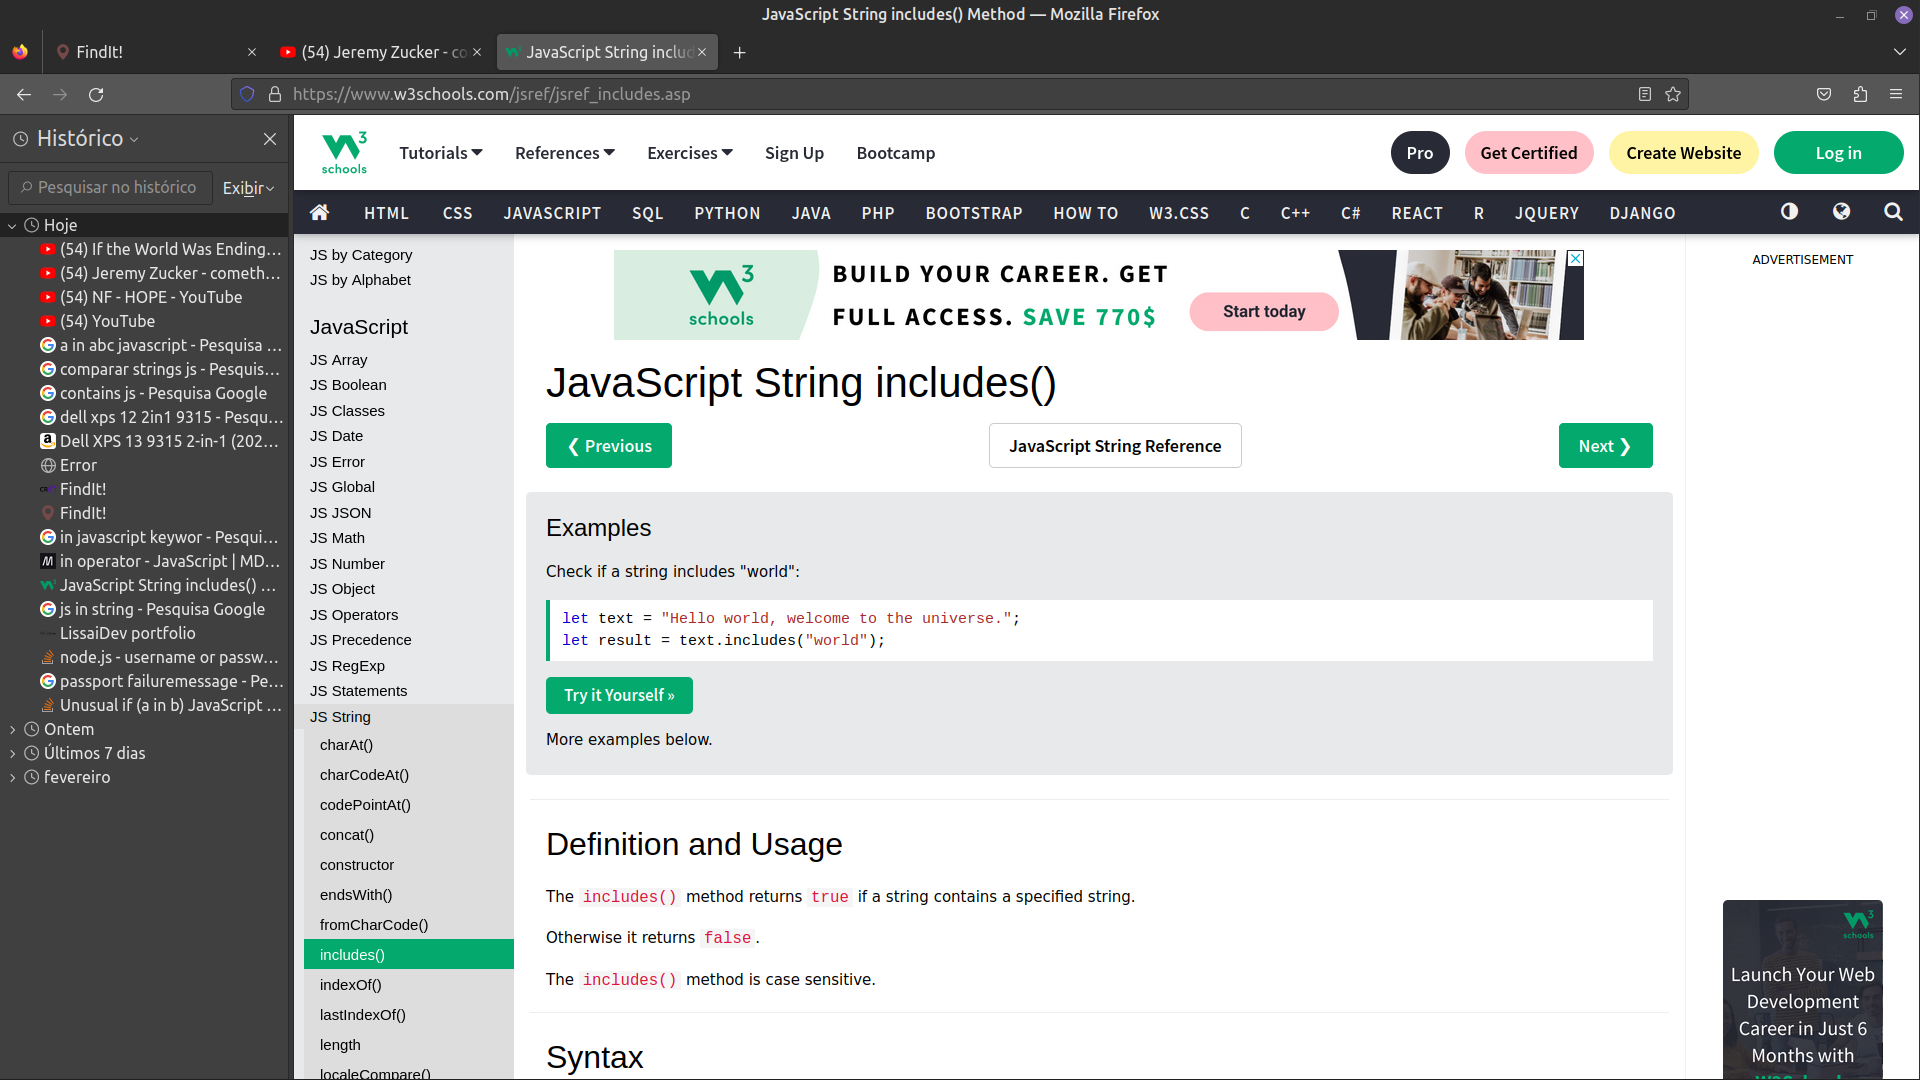 JavaScript String includes() Method — Mozilla Firefox
FindIt!
(54) Jeremy Zucker - co
JavaScript String includ
https://www.w3schools.com/jsref/jsref_includes.asp
Histórico
Pesquisar no histórico
Exibir
Hoje
(54) If the World Was Ending…
(54) Jeremy Zucker - cometh…
(54) NF - HOPE - YouTube
(54) YouTube
a in abc javascript - Pesquisa …
comparar strings js - Pesquis…
contains js - Pesquisa Google
dell xps 12 2in1 9315 - Pesqu…
Dell XPS 13 9315 2-in-1 (202…
Error
FindIt!
FindIt!
in javascript keywor - Pesqui…
in operator - JavaScript | MD…
JavaScript String includes() …
js in string - Pesquisa Google
LissaiDev portfolio
node.js - username or passw…
passport failuremessage - Pe…
Unusual if (a in b) JavaScript …
Ontem
Últimos 7 dias
fevereiro
W3 schools
Tutorials
References
Exercises
Sign Up
Bootcamp
Pro
Get Certified
Create Website
Log in
HTML
CSS
JAVASCRIPT
SQL
PYTHON
JAVA
PHP
BOOTSTRAP
HOW TO
W3.CSS
C
C++
C#
REACT
R
JQUERY
DJANGO
JS by Category
JS by Alphabet
JavaScript
JS Array
JS Boolean
JS Classes
JS Date
JS Error
JS Global
JS JSON
JS Math
JS Number
JS Object
JS Operators
JS Precedence
JS RegExp
JS Statements
JS String
charAt()
charCodeAt()
codePointAt()
concat()
constructor
endsWith()
fromCharCode()
includes()
indexOf()
lastIndexOf()
length
localeCompare()
W3 schools
BUILD YOUR CAREER. GET
FULL ACCESS. SAVE 770$
Start today
JavaScript String includes()
❮ Previous
JavaScript String Reference
Next ❯
Examples
Check if a string includes "world":
let text = "Hello world, welcome to the universe.";
let result = text.includes("world");
Try it Yourself »
More examples below.
Definition and Usage
The includes() method returns true if a string contains a specified string.
Otherwise it returns false.
The includes() method is case sensitive.
Syntax
ADVERTISEMENT
W3 schools
Launch Your Web
Development
Career in Just 6
Months with